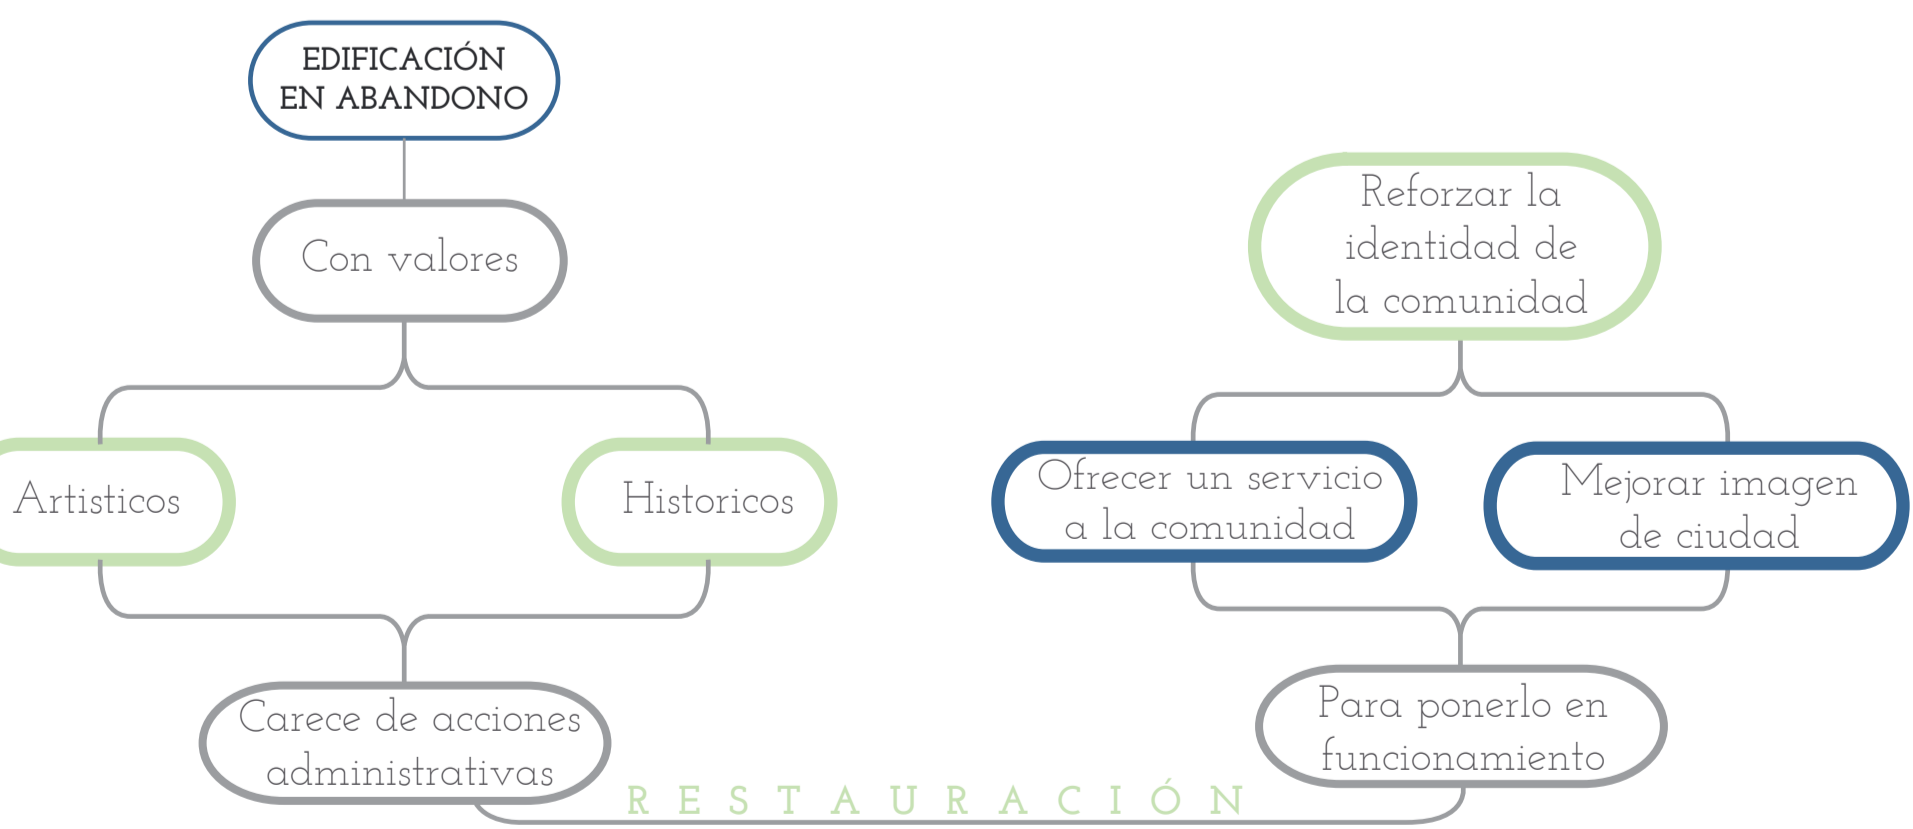 EDIFICACIÓN
EN ABANDONO
Con valores
Artisticos
Historicos
Carece de acciones
administrativas
RESTAURACIÓN
Reforzar la
identidad de
la comunidad
Ofrecer un servicio
a la comunidad
Mejorar imagen
de ciudad
Para ponerlo en
funcionamiento